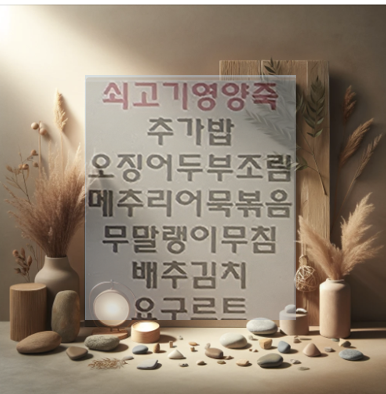 쇠고기영양죽
추가밥
오징어두부조림
메추리어묵볶음
무말랭이무침
배추김치
요구르트